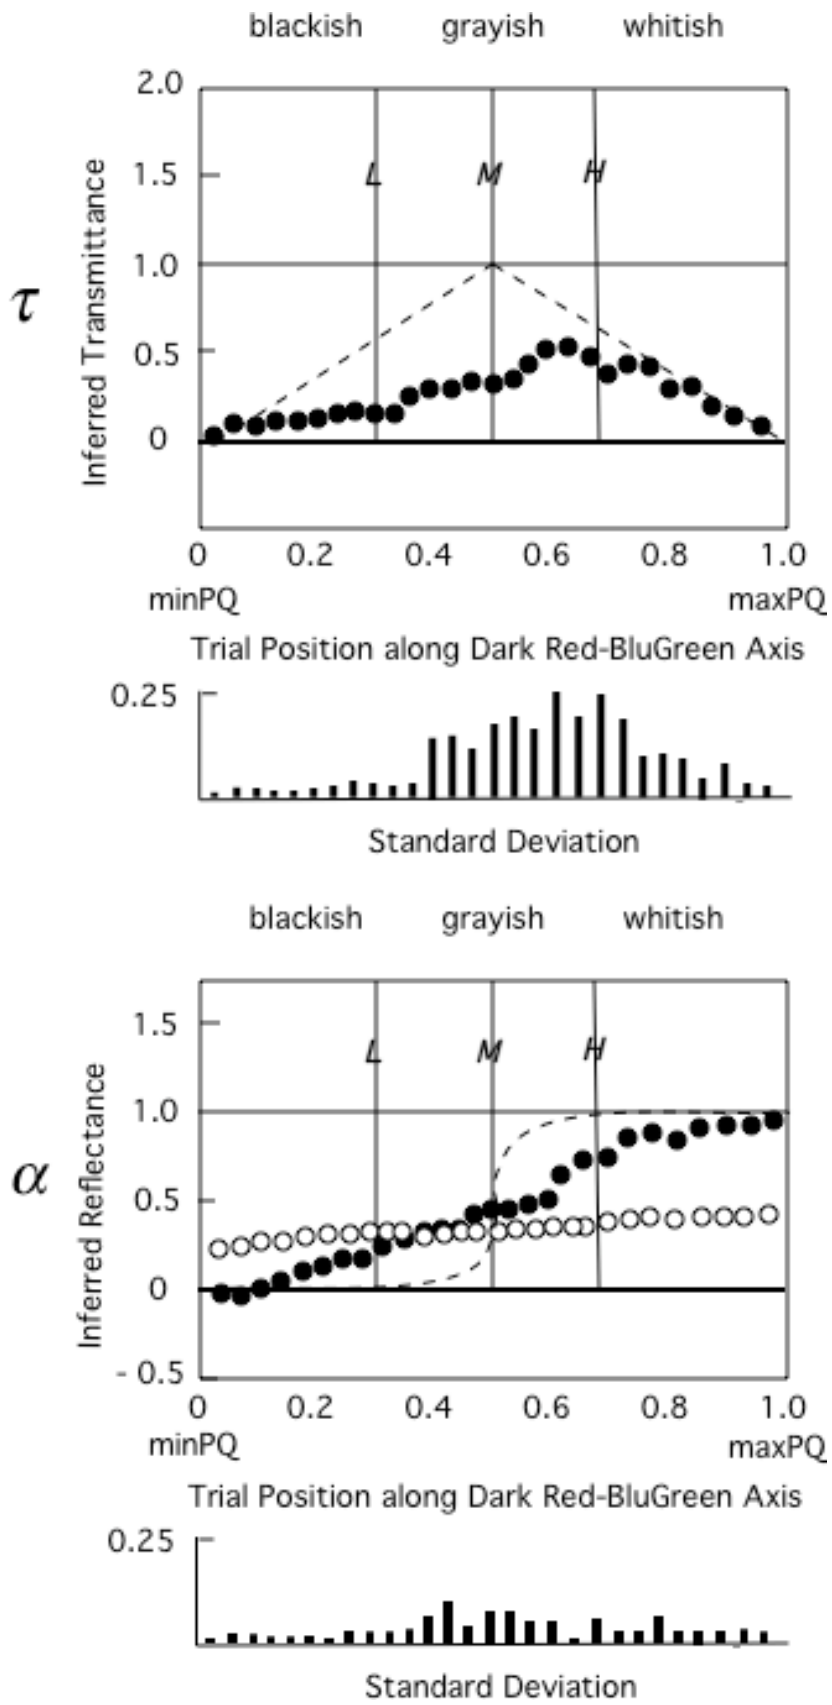 blackish grayish whitish
2.0
1.5 L M H
τ
Inferred Transmittance
1.0
0.5
0
0 0.2 0.4 0.6 0.8 1.0
minPQ maxPQ
Trial Position along Dark Red-BluGreen Axis
0.25
Standard Deviation
blackish grayish whitish
1.5
L M H
α
Inferred Reflectance
1.0
0.5
0
- 0.5
0 0.2 0.4 0.6 0.8 1.0
minPQ maxPQ
Trial Position along Dark Red-BluGreen Axis
0.25
Standard Deviation